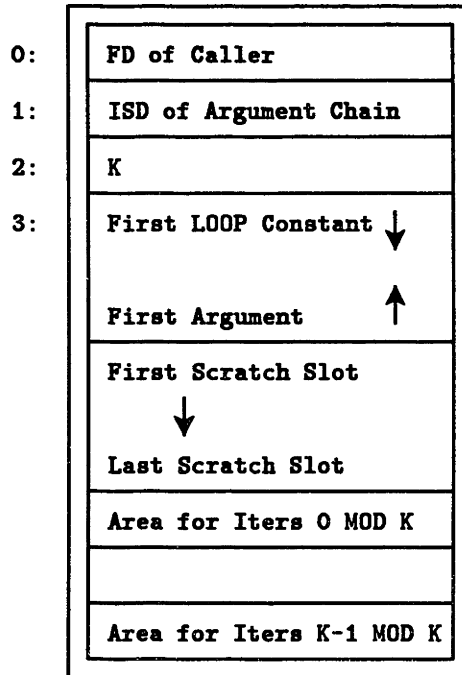 0: FD of Caller
1: ISD of Argument Chain
2: K
3: First LOOP Constant
First Argument
First Scratch Slot
Last Scratch Slot
Area for Iters 0 MOD K
Area for Iters K-1 MOD K